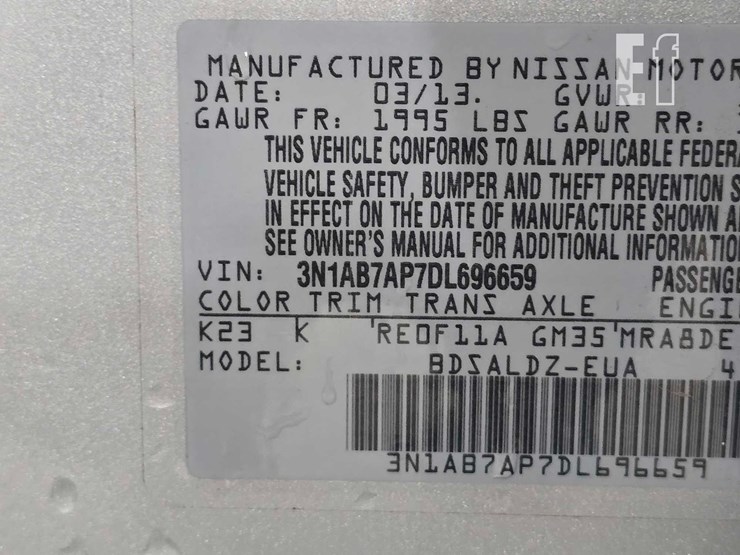 Ef
MANUFACTURED BY NISSAN MOTOR
DATE: 03/13. GVWR:
GAWR FR: 1995 LBS GAWR RR:
THIS VEHICLE CONFORMS TO ALL APPLICABLE FEDERA
VEHICLE SAFETY, BUMPER AND THEFT PREVENTION S
IN EFFECT ON THE DATE OF MANUFACTURE SHOWN A
SEE OWNER'S MANUAL FOR ADDITIONAL INFORMATIO
VIN: 3N1AB7AP7DL696659 PASSENGE
COLOR TRIM TRANS AXLE ENGI
K23 K 'RE0F11A GM35'MRA8DE
MODEL: BDSALDZ-EUA 4
3N1AB7AP7DL696659